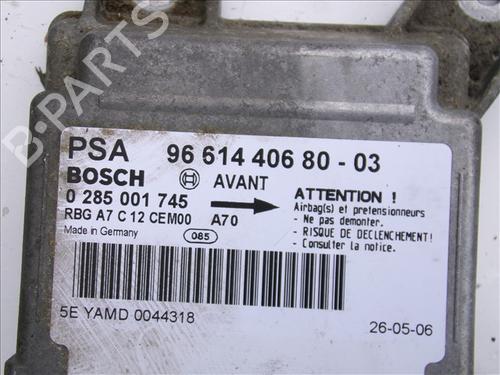 B-PARTS
PSA 96 614 406 80 - 03
BOSCH AVANT
0 285 001 745
RBG A7 C 12 CEM00 A70
Made in Germany 085
ATTENTION !
Airbag(s) et pretensionneurs
- Ne pas demonter.
- RISQUE DE DECLENCHEMENT!
- Consulter la notice.
5E YAMD 0044318
26-05-06